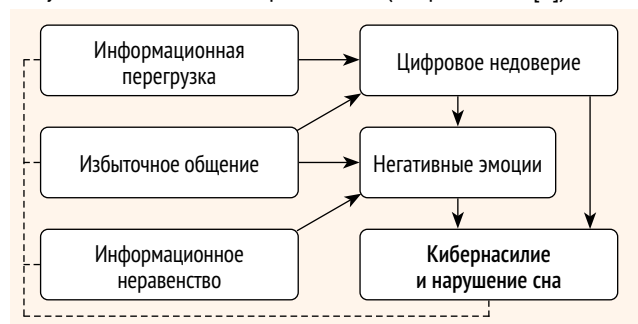 Информационная
перегрузка
Цифровое недоверие
Избыточное общение
Негативные эмоции
Информационное
неравенство
Кибернасилие
и нарушение сна